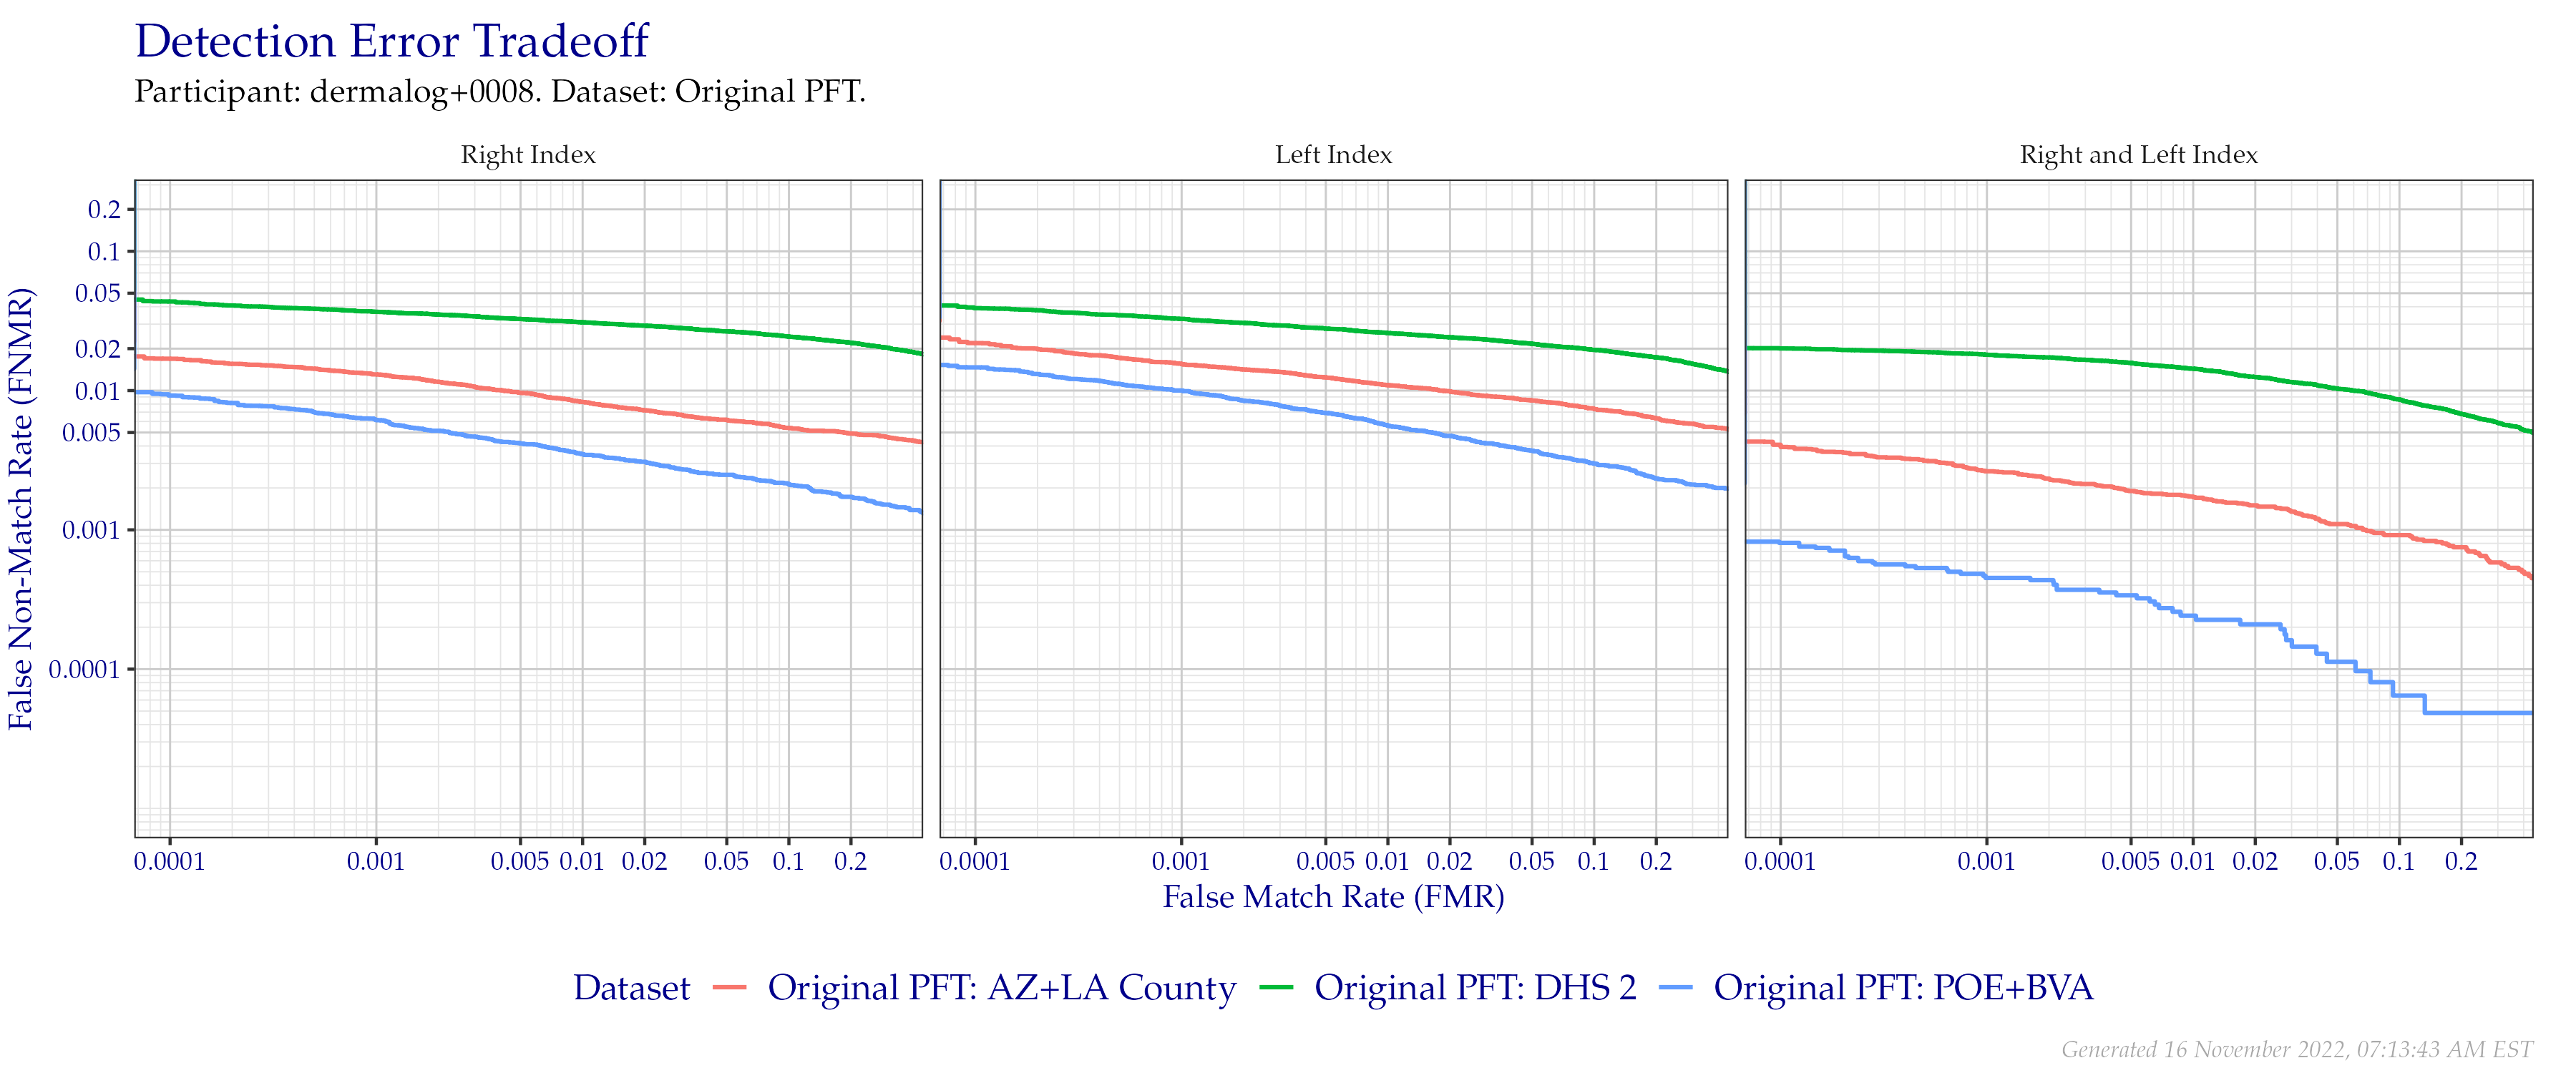 Detection Error Tradeoff
Participant: dermalog+0008. Dataset: Original PFT.
Right Index
Left Index
Right and Left Index
False Non-Match Rate (FNMR)
0.2
0.1
0.05
0.02
0.01
0.005
0.001
0.0001
0.0001 0.001 0.005 0.01 0.02 0.05 0.1 0.2
0.0001 0.001 0.005 0.01 0.02 0.05 0.1 0.2
0.0001 0.001 0.005 0.01 0.02 0.05 0.1 0.2
False Match Rate (FMR)
Dataset Original PFT: AZ+LA County Original PFT: DHS 2 Original PFT: POE+BVA
Generated 16 November 2022, 07:13:43 AM EST